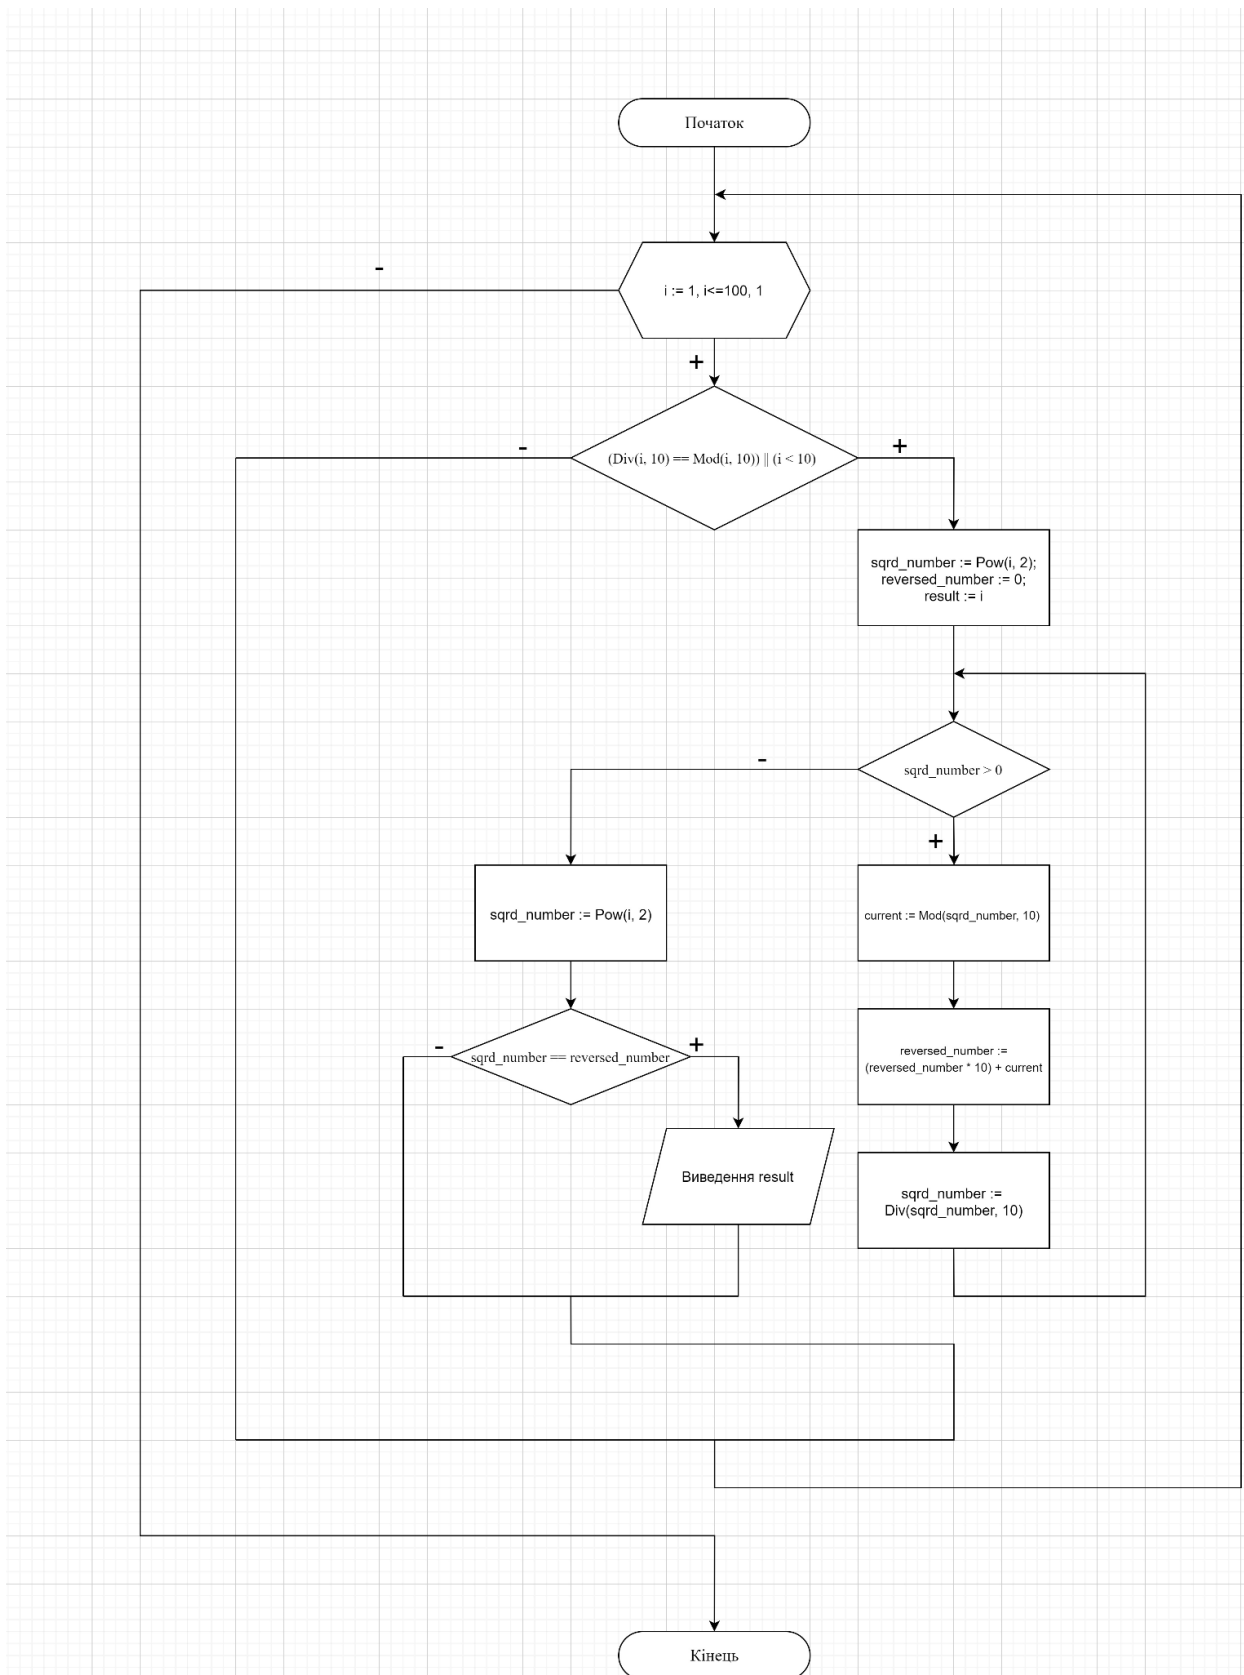 Початок
-
i := 1, i<=100, 1
+
-
+
(Div(i, 10) == Mod(i, 10)) || (i < 10)
sqrd_number := Pow(i, 2);
reversed_number := 0;
result := i
-
sqrd_number > 0
+
sqrd_number := Pow(i, 2)
current := Mod(sqrd_number, 10)
-
+
sqrd_number == reversed_number
reversed_number :=
(reversed_number * 10) + current
Виведення result
sqrd_number :=
Div(sqrd_number, 10)
Кінець